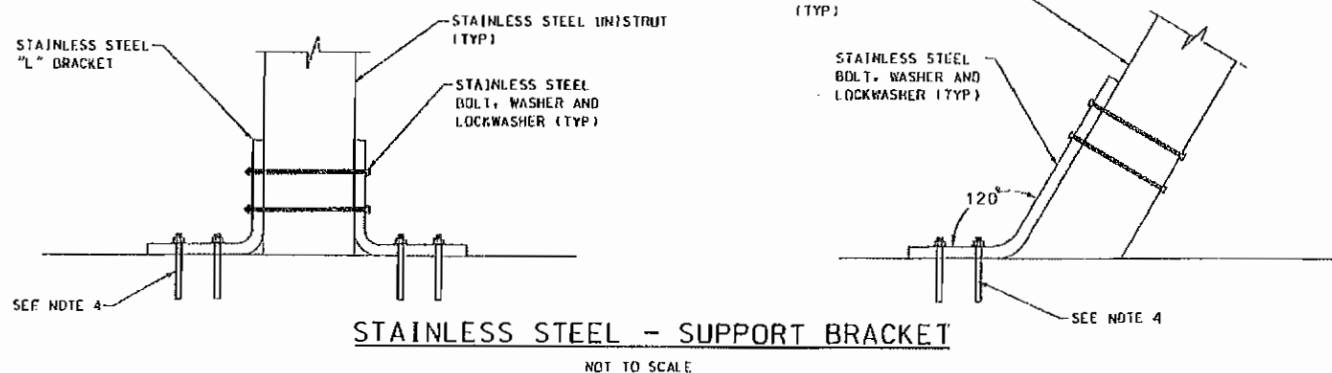 STAINLESS STEEL
"L" BRACKET
STAINLESS STEEL UNISTRUT
(TYP)
STAINLESS STEEL
BOLT, WASHER AND
LOCKWASHER (TYP)
SEE NOTE 4
(TYP)
STAINLESS STEEL
BOLT, WASHER AND
LOCKWASHER (TYP)
120°
SEE NOTE 4
STAINLESS STEEL - SUPPORT BRACKET
NOT TO SCALE